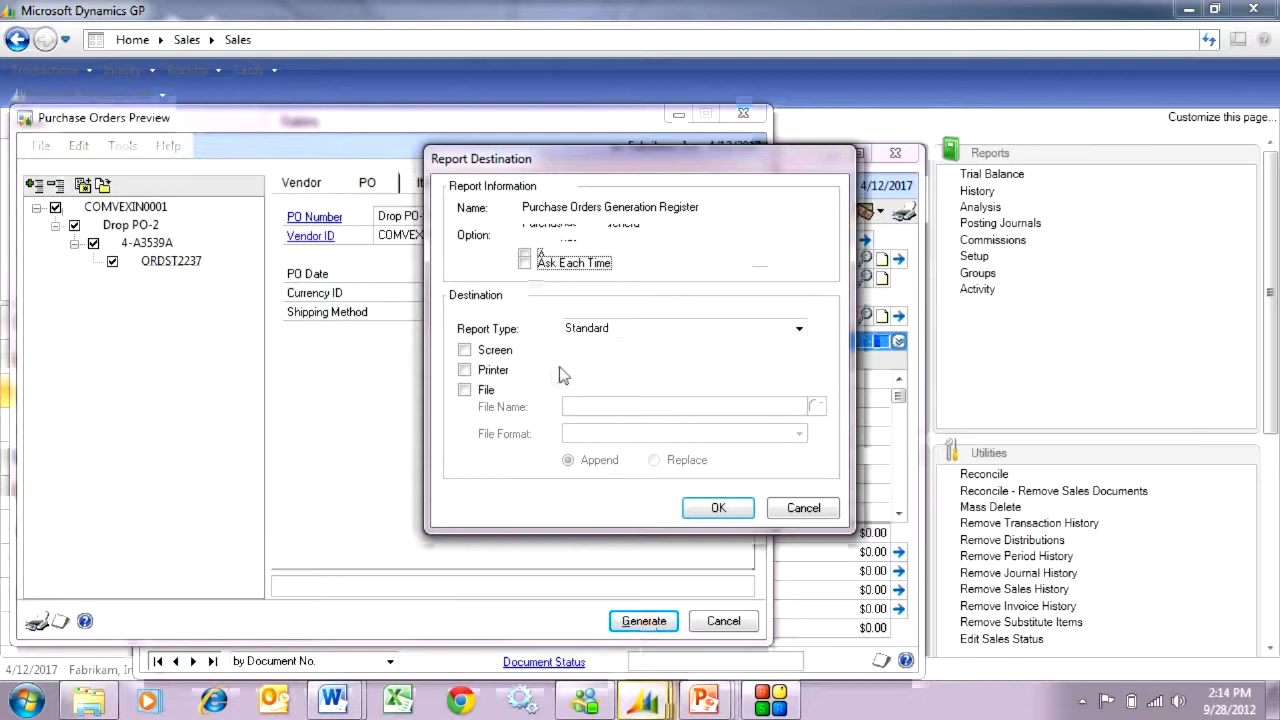 Microsoft Dynamics GP
Home Sales Sales
Transactions Inquiry Reports Cards
Customize this page...
Purchase Orders Preview
File Edit Tools Help
COMVEXIN0001
Drop PO-2
4-A3539A
ORDST2237
Vendor PO
PO Number Drop PO-
Vendor ID COMVEX
PO Date
Currency ID
Shipping Method
Generate Cancel
4/12/2017
Report Destination
Report Information
Name: Purchase Orders Generation Register
Option:
Ask Each Time
Destination
Report Type: Standard
Screen
Printer
File
File Name:
File Format:
Append Replace
OK Cancel
$0.00
$0.00
$0.00
$0.00
$0.00
$0.00
by Document No. Document Status
4/12/2017 Fabrikam, In
Reports
Trial Balance
History
Analysis
Posting Journals
Commissions
Setup
Groups
Activity
Utilities
Reconcile
Reconcile - Remove Sales Documents
Mass Delete
Remove Transaction History
Remove Distributions
Remove Period History
Remove Journal History
Remove Sales History
Remove Invoice History
Remove Substitute Items
Edit Sales Status
2:14 PM
9/28/2012